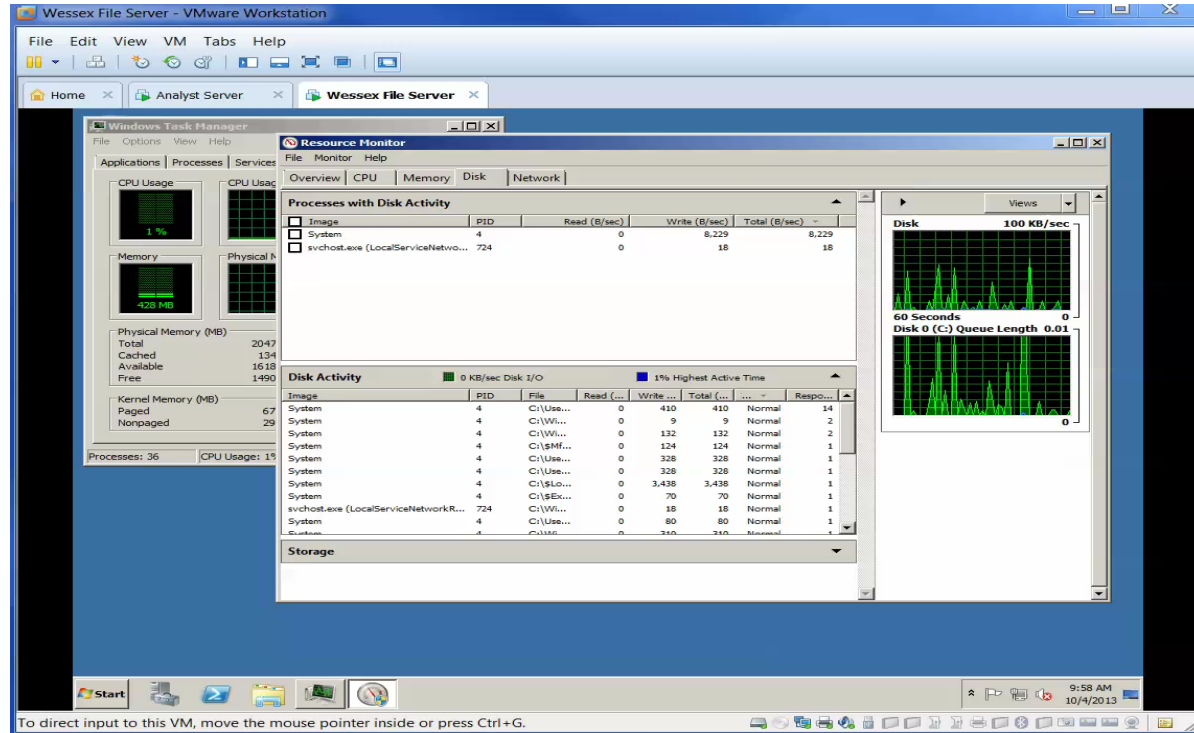 Wessex File Server - VMware Workstation
File Edit View VM Tabs Help
Home Analyst Server Wessex File Server
Windows Task Manager
File Options View Help
Applications Processes Services
CPU Usage CPU Usag
1 %
Memory Physical M
428 MB
Physical Memory (MB)
Total 2047
Cached 134
Available 1618
Free 1490
Kernel Memory (MB)
Paged 67
Nonpaged 29
Processes: 36 CPU Usage: 1%
Resource Monitor
File Monitor Help
Overview CPU Memory Disk Network
Processes with Disk Activity
Image PID Read (B/sec) Write (B/sec) Total (B/sec)
System 4 0 8,229 8,229
svchost.exe (LocalServiceNetwo... 724 0 18 18
Disk Activity 0 KB/sec Disk I/O 1% Highest Active Time
Image PID File Read (... Write ... Total (... ... Respo...
System 4 C:\Use... 0 410 410 Normal 14
System 4 C:\Wi... 0 9 9 Normal 2
System 4 C:\Wi... 0 132 132 Normal 2
System 4 C:\$Mf... 0 124 124 Normal 1
System 4 C:\Use... 0 328 328 Normal 1
System 4 C:\Use... 0 328 328 Normal 1
System 4 C:\$Lo... 0 3,438 3,438 Normal 1
System 4 C:\$Ex... 0 70 70 Normal 1
svchost.exe (LocalServiceNetworkR... 724 C:\Wi... 0 18 18 Normal 1
System 4 C:\Use... 0 80 80 Normal 1
System 4 C:\Wi... 0 310 310 Normal 1
Storage
Views
Disk 100 KB/sec
60 Seconds 0
Disk 0 (C:) Queue Length 0.01
0
Start
9:58 AM
10/4/2013
To direct input to this VM, move the mouse pointer inside or press Ctrl+G.